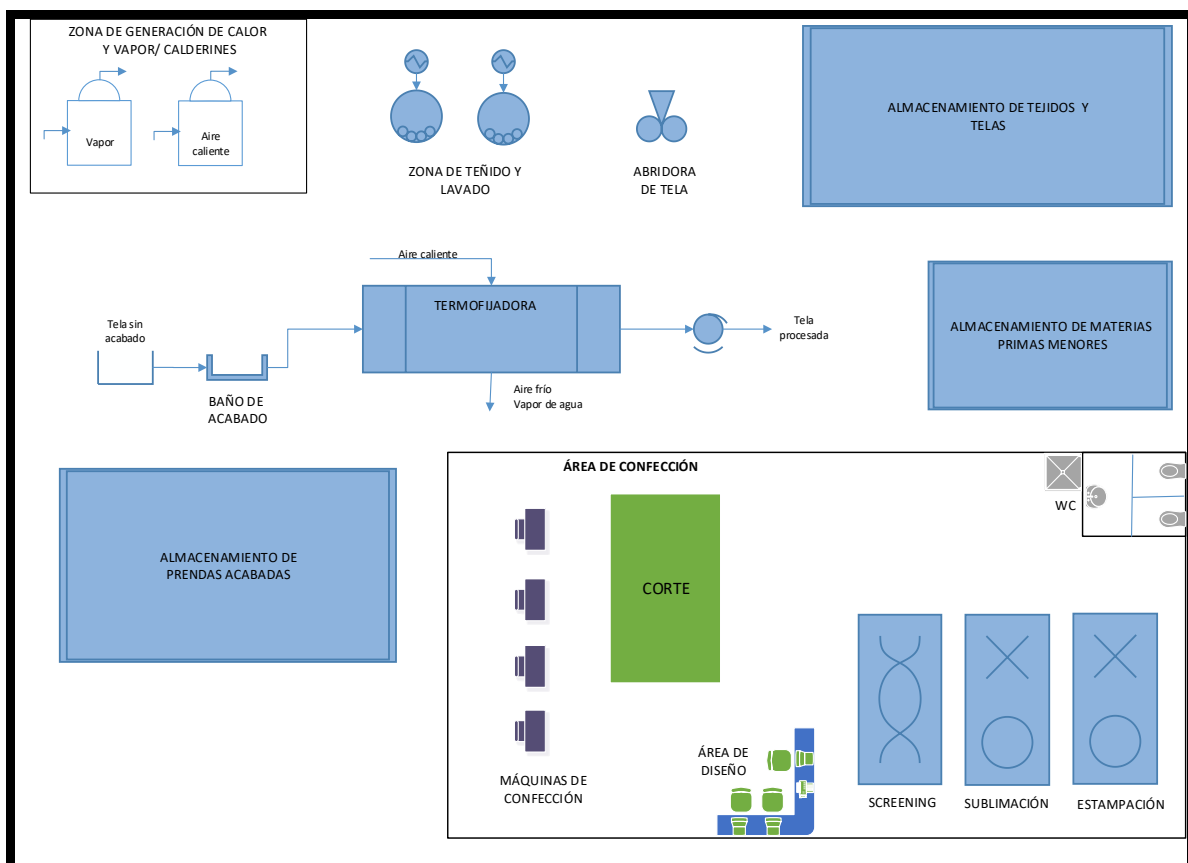 ZONA DE GENERACIÓN DE CALOR
Y VAPOR/ CALDERINES
Vapor
Aire
caliente
ZONA DE TEÑIDO Y
LAVADO
ABRIDORA
DE TELA
ALMACENAMIENTO DE TEJIDOS Y
TELAS
Aire caliente
TERMOFIJADORA
Tela sin
acabado
BAÑO DE
ACABADO
Aire frío
Vapor de agua
Tela
procesada
ALMACENAMIENTO DE MATERIAS
PRIMAS MENORES
ALMACENAMIENTO DE
PRENDAS ACABADAS
ÁREA DE CONFECCIÓN
WC
CORTE
MÁQUINAS DE
CONFECCIÓN
ÁREA DE
DISEÑO
SCREENING
SUBLIMACIÓN
ESTAMPACIÓN